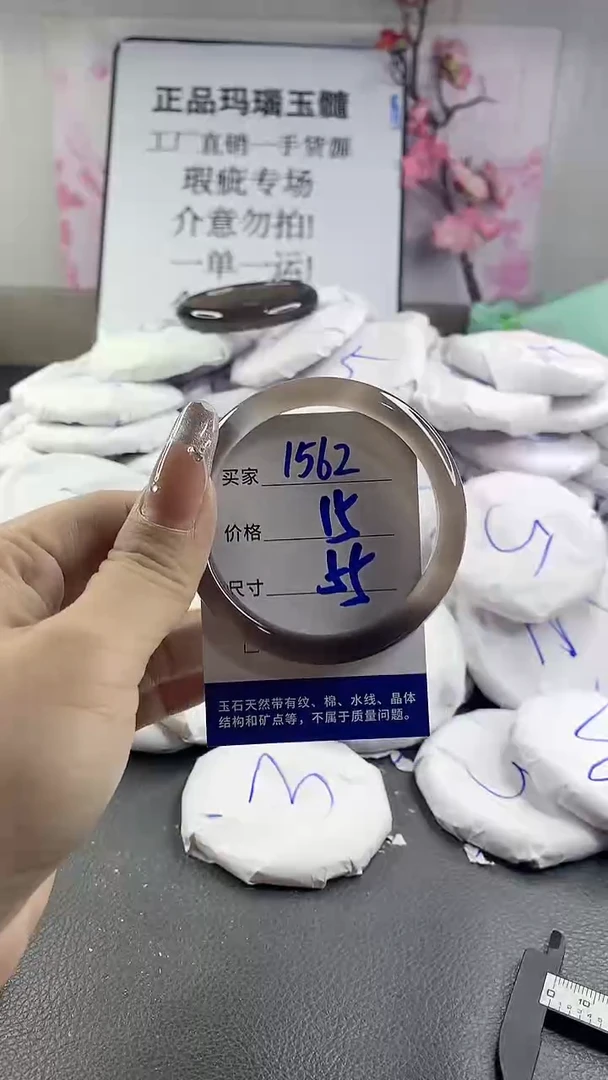 正品玛瑙玉髓
工厂直销一手货源
瑕疵专场
介意勿拍!
一单一运!
买家 1562
价格 15
尺寸 55
玉石天然带有纹、棉、水线、晶体
结构和矿点等，不属于质量问题。
5
3
0 10